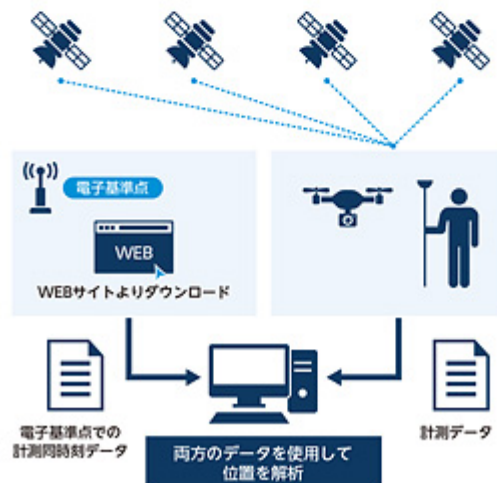 電子基準点
WEB
WEBサイトよりダウンロード
電子基準点での
計測同時刻データ
計測データ
両方のデータを使用して
位置を解析